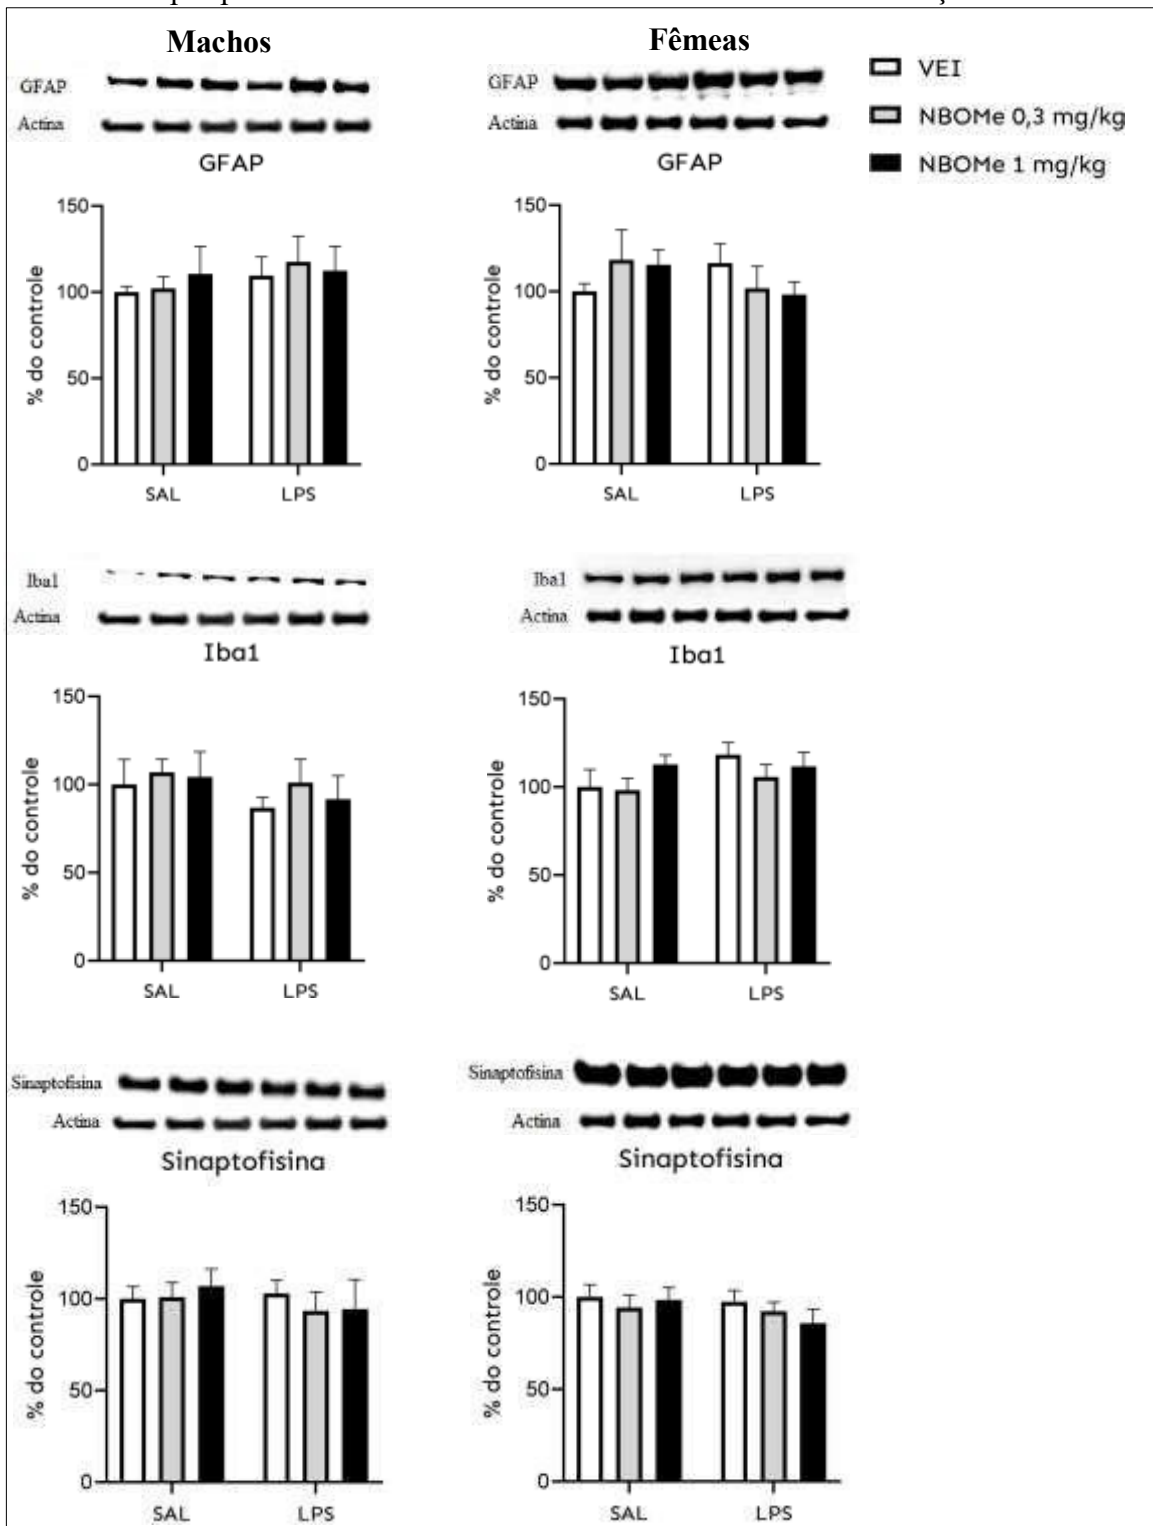 Machos
Fêmeas
VEI
NBOMe 0,3 mg/kg
NBOMe 1 mg/kg
GFAP
Actina
GFAP
GFAP
Actina
GFAP
% do controle
150
100
50
0
SAL LPS
% do controle
150
100
50
0
SAL LPS
Iba1
Actina
Iba1
Iba1
Actina
Iba1
% do controle
150
100
50
0
SAL LPS
% do controle
150
100
50
0
SAL LPS
Sinaptofisina
Actina
Sinaptofisina
Sinaptofisina
Actina
Sinaptofisina
% do controle
150
100
50
0
SAL LPS
% do controle
150
100
50
0
SAL LPS